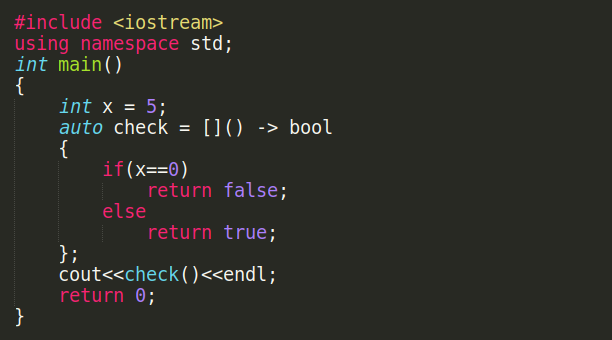 #include <iostream>
using namespace std;
int main()
{
    int x = 5;
    auto check = []() -> bool
    {
        if(x==0)
            return false;
        else
            return true;
    };
    cout<<check()<<endl;
    return 0;
}